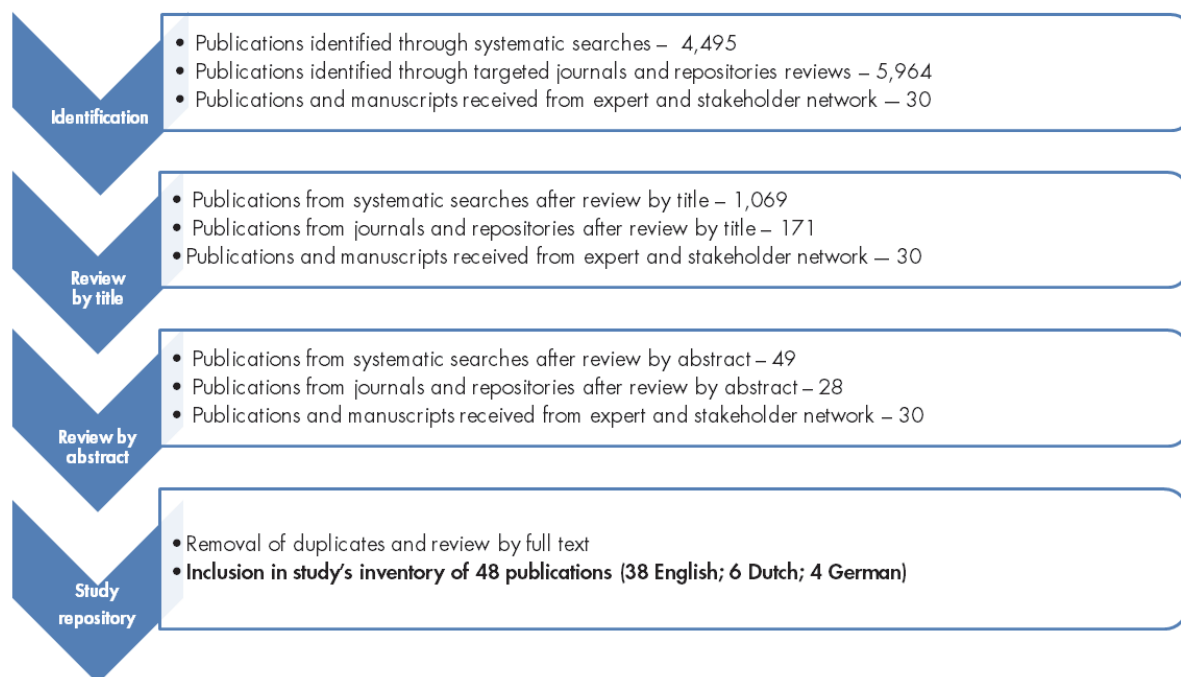 • Publications identified through systematic searches – 4,495
• Publications identified through targeted journals and repositories reviews – 5,964
• Publications and manuscripts received from expert and stakeholder network — 30
Identification
• Publications from systematic searches after review by title – 1,069
• Publications from journals and repositories after review by title – 171
• Publications and manuscripts received from expert and stakeholder network — 30
Review
by title
• Publications from systematic searches after review by abstract – 49
• Publications from journals and repositories after review by abstract – 28
• Publications and manuscripts received from expert and stakeholder network – 30
Review by
abstract
• Removal of duplicates and review by full text
• Inclusion in study's inventory of 48 publications (38 English; 6 Dutch; 4 German)
Study
repository